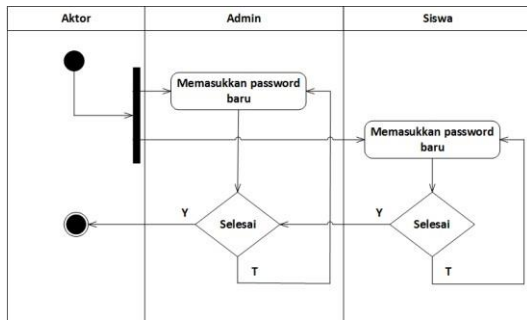 Aktor
Admin
Siswa
Memasukkan password
baru
Memasukkan password
baru
Y
Selesai
Y
Selesai
T
T